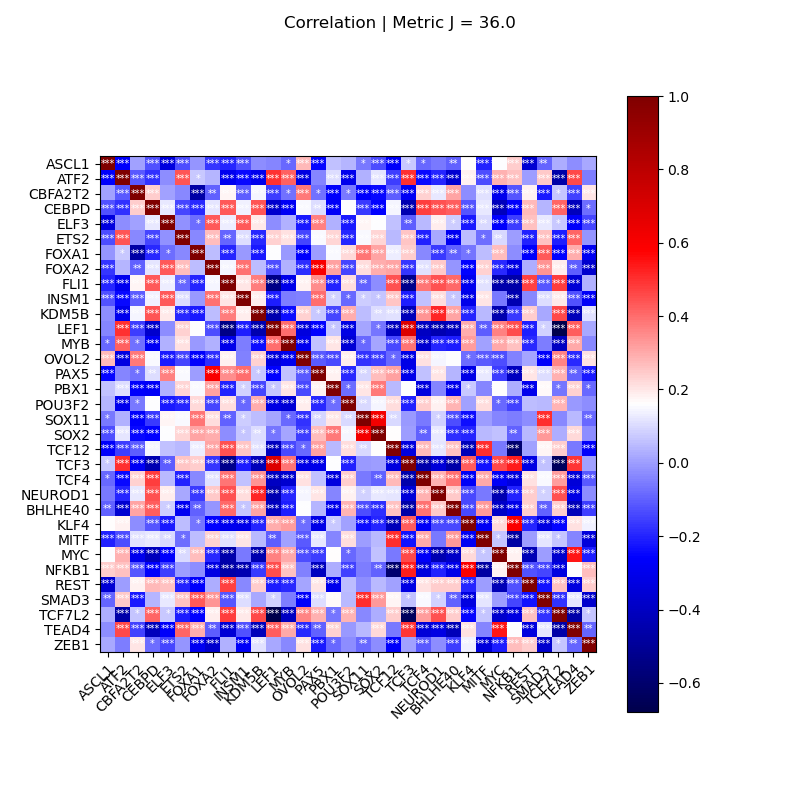 Correlation | Metric J = 36.0
ASCL1
ATF2
CBFA2T2
CEBPD
ELF3
ETS2
FOXA1
FOXA2
FLI1
INSM1
KDM5B
LEF1
MYB
OVOL2
PAX5
PBX1
POU3F2
SOX11
SOX2
TCF12
TCF3
TCF4
NEUROD1
BHLHE40
KLF4
MITF
MYC
NFKB1
REST
SMAD3
TCF7L2
TEAD4
ZEB1
ASCL1
ATF2
CBFA2T2
CEBPD
ELF3
ETS2
FOXA1
FOXA2
FLI1
INSM1
KDM5B
LEF1
MYB
OVOL2
PAX5
PBX1
POU3F2
SOX11
SOX2
TCF12
TCF3
TCF4
NEUROD1
BHLHE40
KLF4
MITF
MYC
NFKB1
REST
SMAD3
TCF7L2
TEAD4
ZEB1
1.0
0.8
0.6
0.4
0.2
0.0
−0.2
−0.4
−0.6